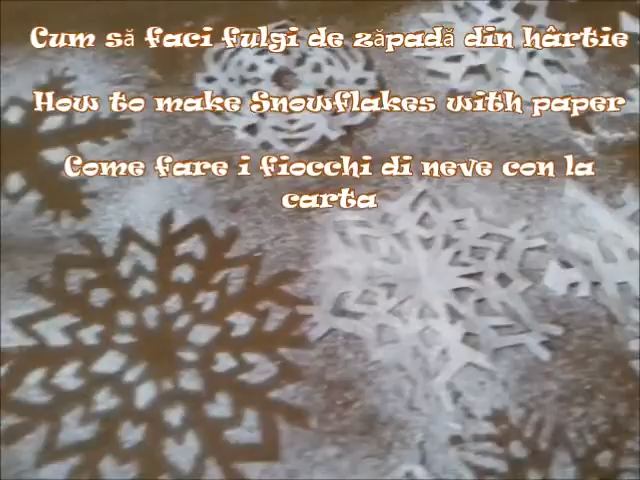 Cum să faci fulgi de zăpadă din hârtie
How to make Snowflakes with paper
Come fare i fiocchi di neve con la
carta